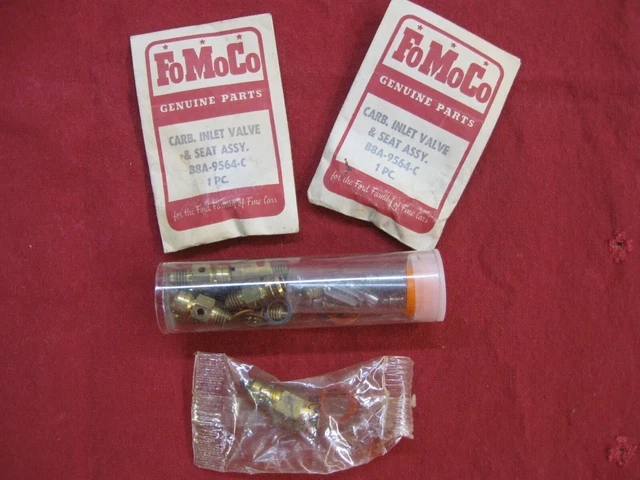 FoMoCo
GENUINE PARTS
CARB. INLET VALVE
& SEAT ASSY.
B8A-9564-C
1 PC.
for the Ford Family of Fine Cars
FoMoCo
GENUINE PARTS
CARB. INLET VALVE
& SEAT ASSY.
B8A-9564-C
1 PC.
for the Ford Family of Fine Cars